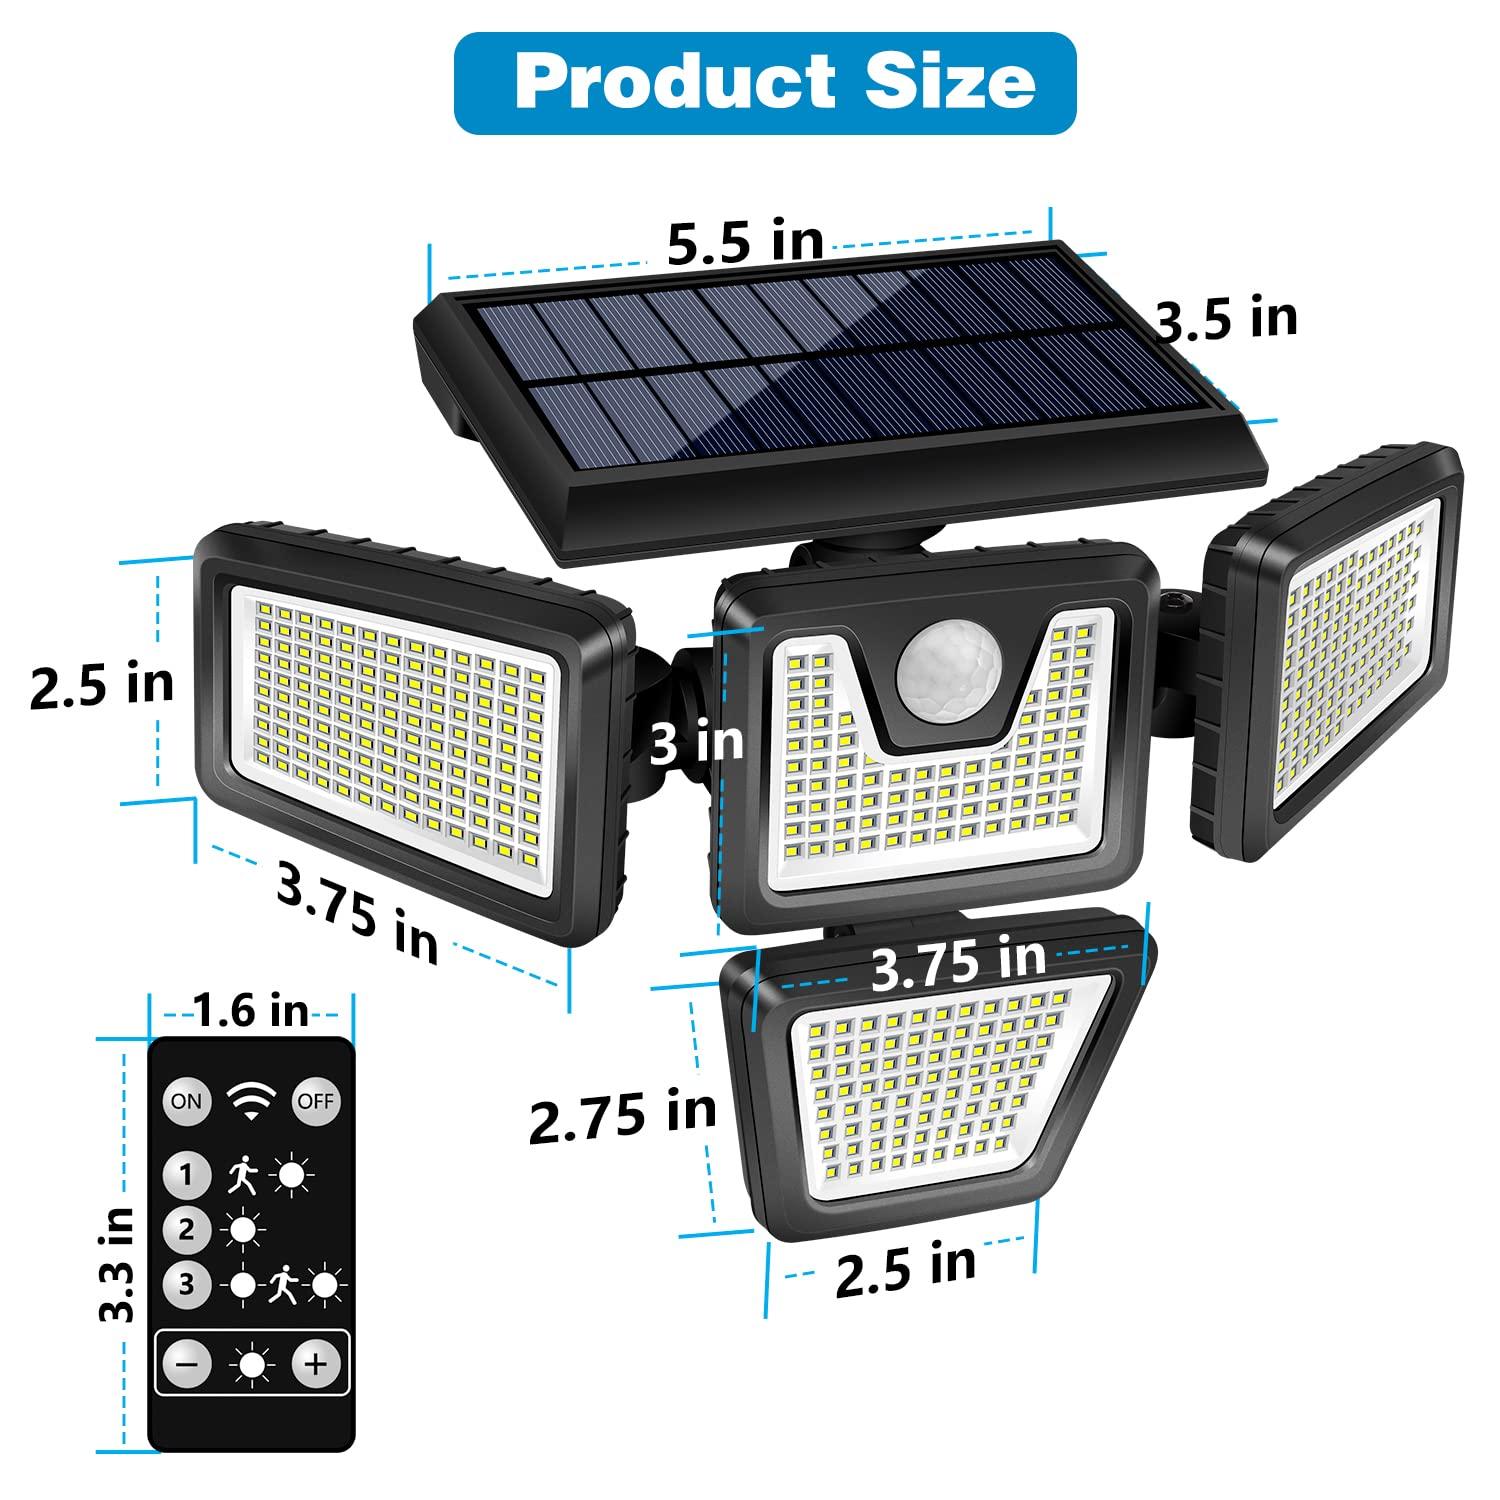 Product Size
5.5 in
3.5 in
2.5 in
3 in
3.75 in
3.75 in
1.6 in
2.75 in
2.5 in
3.3 in
ON OFF
1
2
3
− +